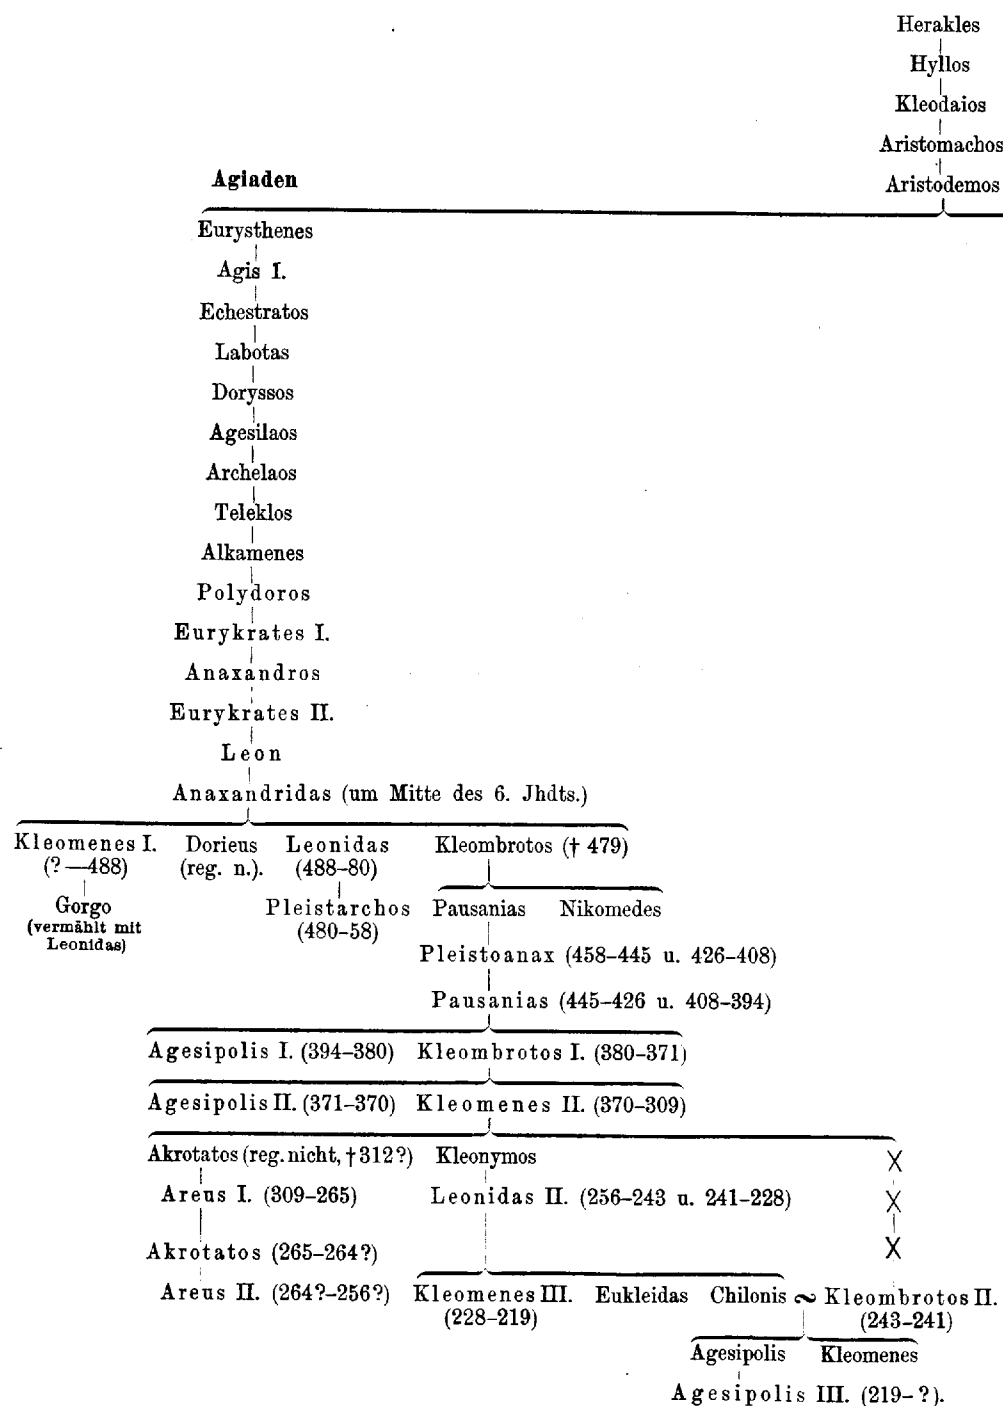 Herakles
Hyllos
Kleodaios
Aristomachos
Agiaden
Aristodemos
Eurysthenes
Agis I.
Echestratos
Labotas
Doryssos
Agesilaos
Archelaos
Teleklos
Alkamenes
Polydoros
Eurykrates I.
Anaxandros
Eurykrates II.
Leon
Anaxandridas (um Mitte des 6. Jhdts.)
Kleomenes I. Dorieus Leonidas Kleombrotos († 479)
(?—488) (reg. n.). (488–80)
Gorgo Pleistarchos Pausanias Nikomedes
(vermählt mit (480–58)
Leonidas)
Pleistoanax (458–445 u. 426–408)
Pausanias (445–426 u. 408–394)
Agesipolis I. (394–380) Kleombrotos I. (380–371)
Agesipolis II. (371–370) Kleomenes II. (370–309)
Akrotatos (reg. nicht, † 312?) Kleonymos X
Areus I. (309–265) Leonidas II. (256–243 u. 241–228) X
Akrotatos (265–264?) X
Areus II. (264?–256?) Kleomenes III. Eukleidas Chilonis ∾ Kleombrotos II.
(228–219) (243–241)
Agesipolis Kleomenes
Agesipolis III. (219–?).